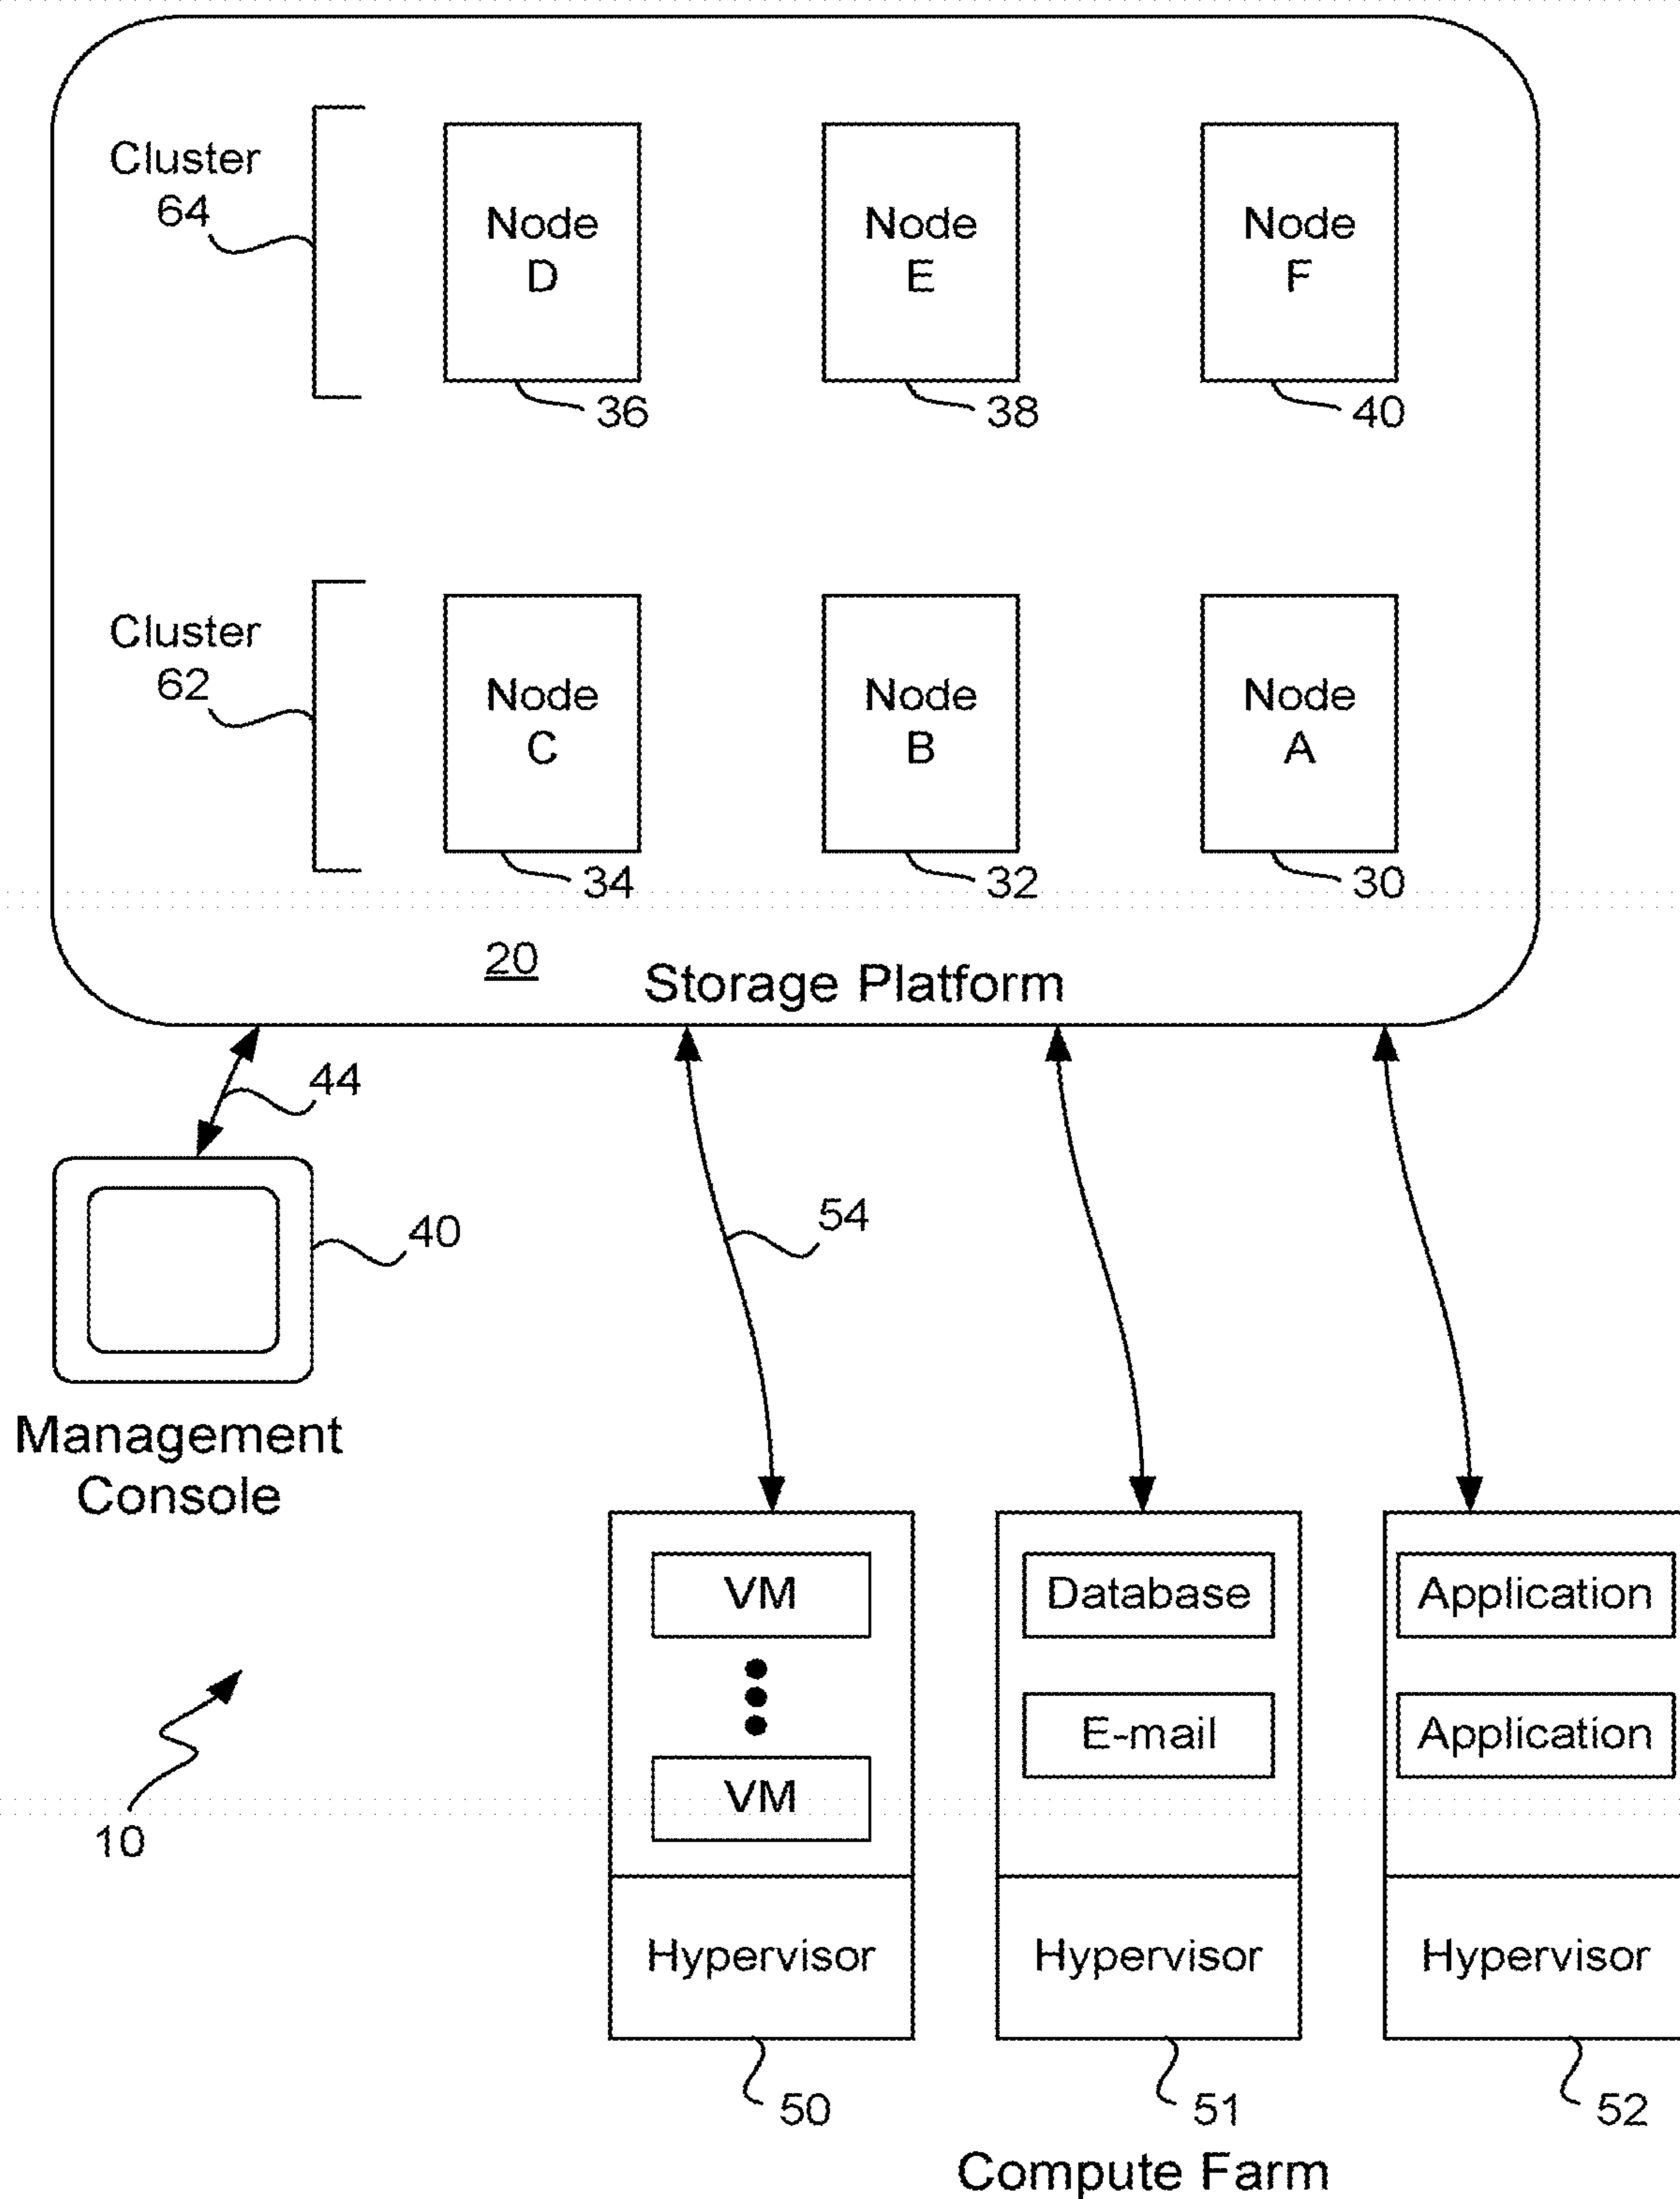 Cluster
64
Node
D
Node
E
Node
F
36
38
40
Cluster
62
Node
C
Node
B
Node
A
34
32
30
20
Storage Platform
44
40
54
Management
Console
VM
VM
Hypervisor
Database
E-mail
Hypervisor
Application
Application
Hypervisor
10
50
51
52
Compute Farm